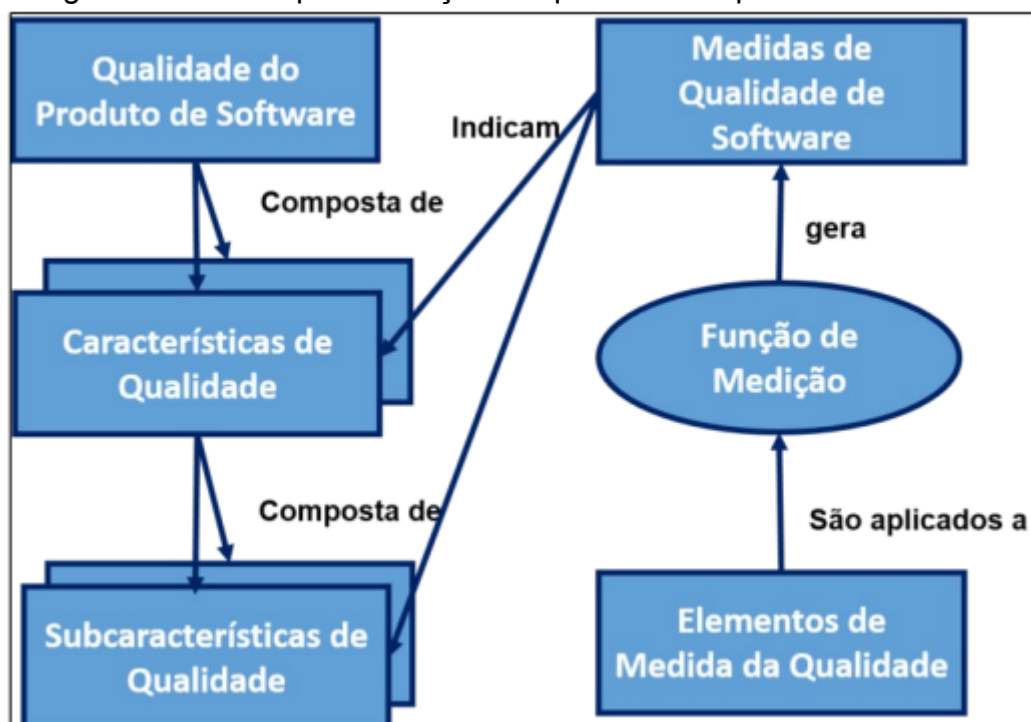 Qualidade do
Produto de Software
Medidas de
Qualidade de
Software
Indicam
Composta de
gera
Características de
Qualidade
Função de
Medição
Composta de
São aplicados a
Subcaracterísticas de
Qualidade
Elementos de
Medida da Qualidade